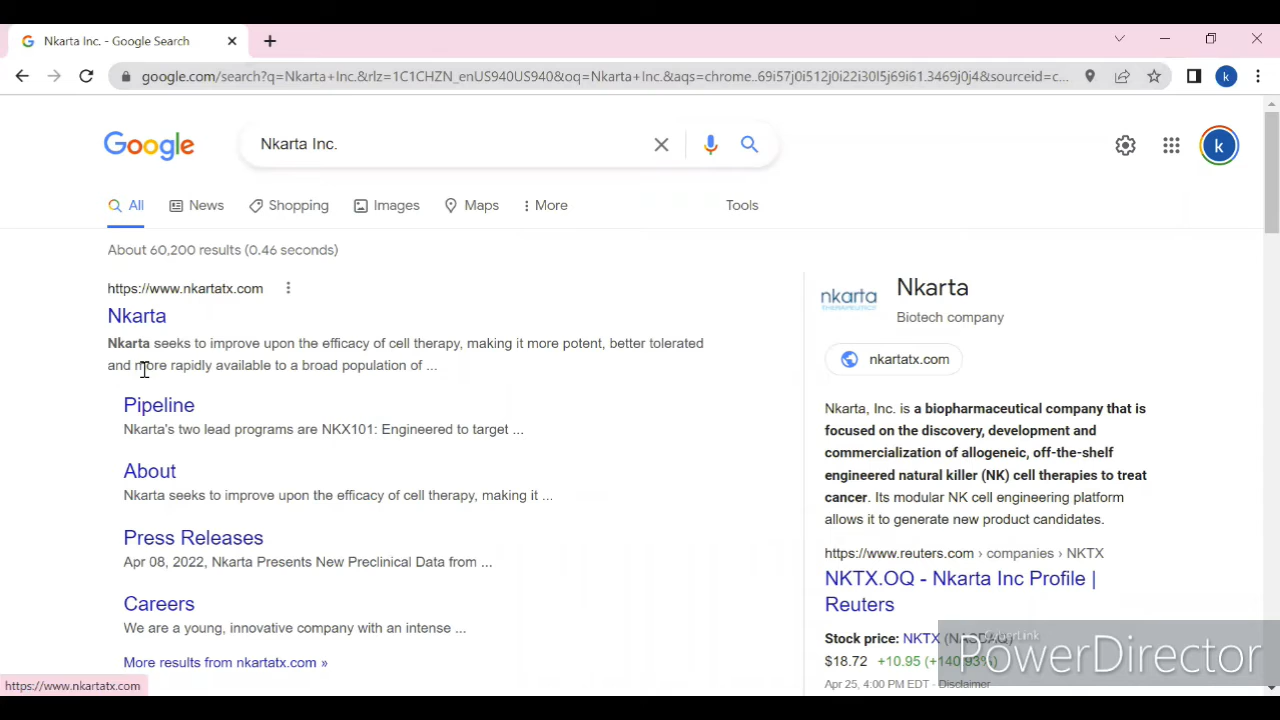 Nkarta Inc. - Google Search
google.com/search?q=Nkarta+Inc.&rlz=1C1CHZN_enUS940US940&oq=Nkarta+Inc.&aqs=chrome..69i57j0i512j0i22i30l5j69i61.3469j0j4&sourceid=c...
k
Google
Nkarta Inc.
k
All
News
Shopping
Images
Maps
More
Tools
About 60,200 results (0.46 seconds)
https://www.nkartatx.com
Nkarta
Nkarta seeks to improve upon the efficacy of cell therapy, making it more potent, better tolerated
and more rapidly available to a broad population of ...
Pipeline
Nkarta's two lead programs are NKX101: Engineered to target ...
About
Nkarta seeks to improve upon the efficacy of cell therapy, making it ...
Press Releases
Apr 08, 2022, Nkarta Presents New Preclinical Data from ...
Careers
We are a young, innovative company with an intense ...
More results from nkartatx.com »
https://www.nkartatx.com
nkarta
THERAPEUTICS
Nkarta
Biotech company
nkartatx.com
Nkarta, Inc. is a biopharmaceutical company that is
focused on the discovery, development and
commercialization of allogeneic, off-the-shelf
engineered natural killer (NK) cell therapies to treat
cancer. Its modular NK cell engineering platform
allows it to generate new product candidates.
https://www.reuters.com › companies › NKTX
NKTX.OQ - Nkarta Inc Profile |
Reuters
Stock price: NKTX (NASDAQ)
$18.72 +10.95 (+140.93%)
Apr 25, 4:00 PM EDT - Disclaimer
CyberLink
PowerDirector